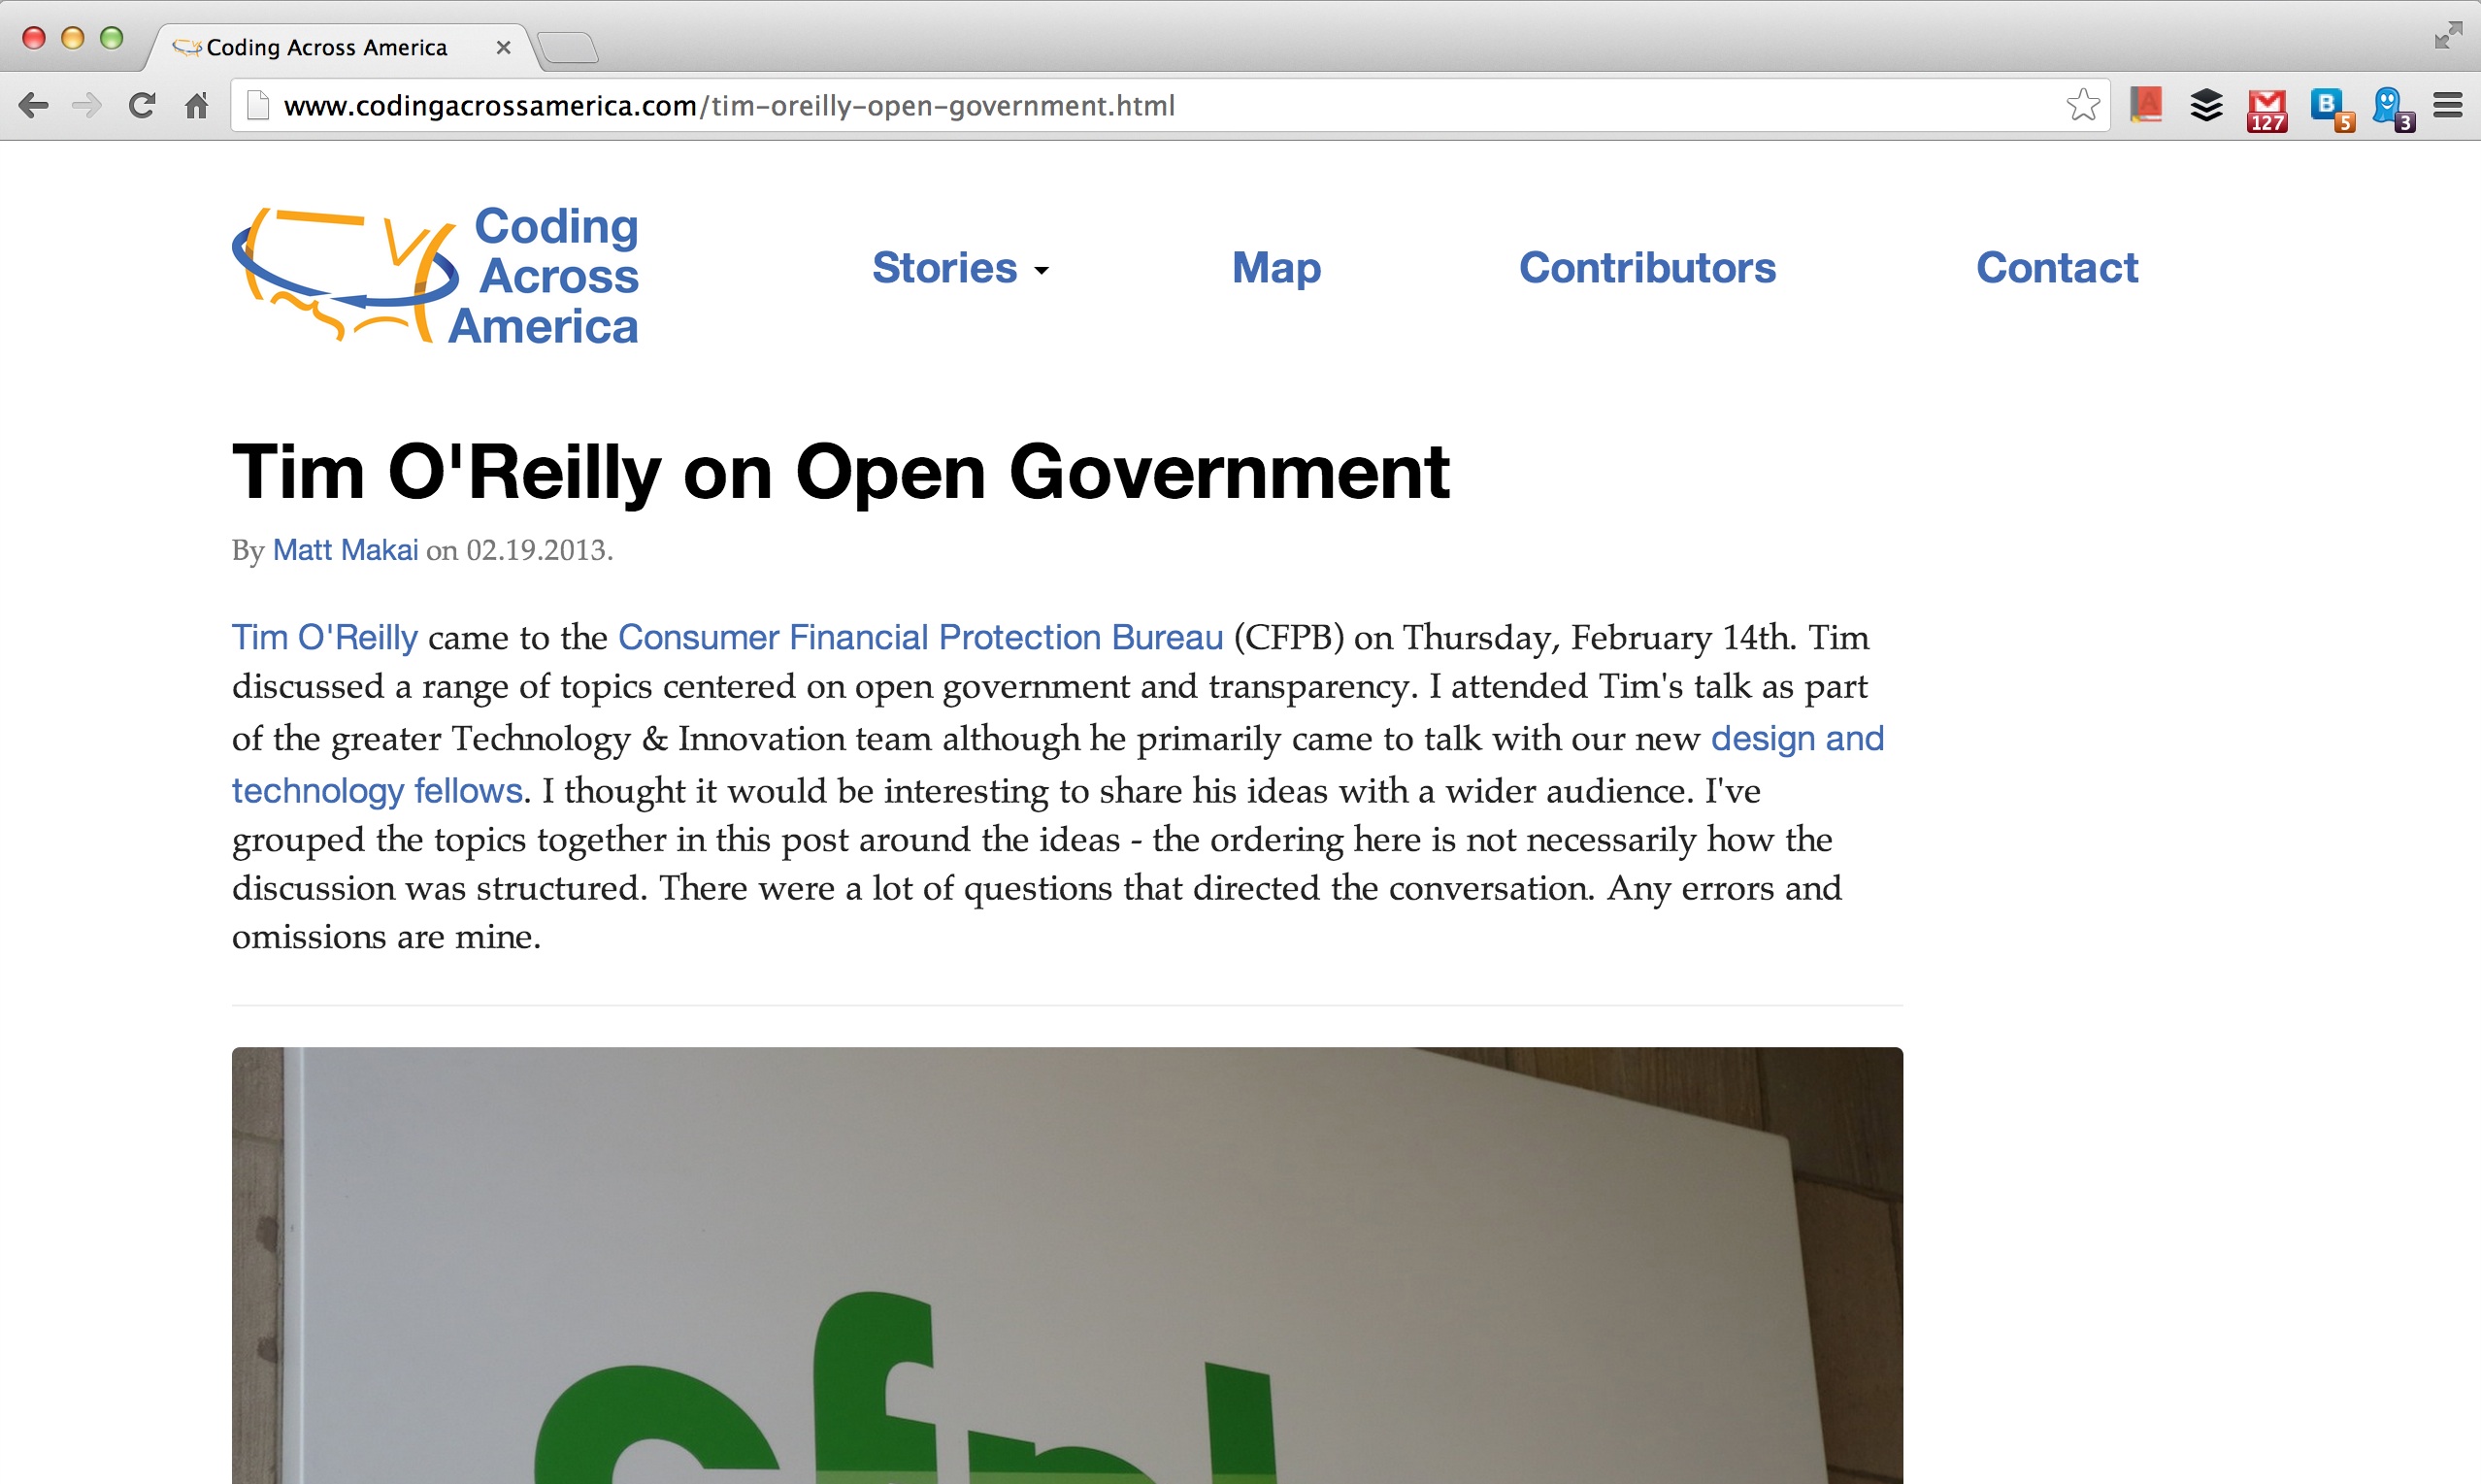 Coding Across America
www.codingacrossamerica.com/tim-oreilly-open-government.html
A
127
B
5
3
Coding
Across
America
Stories
Map
Contributors
Contact
Tim O'Reilly on Open Government
By Matt Makai on 02.19.2013.
Tim O'Reilly came to the Consumer Financial Protection Bureau (CFPB) on Thursday, February 14th. Tim
discussed a range of topics centered on open government and transparency. I attended Tim's talk as part
of the greater Technology & Innovation team although he primarily came to talk with our new design and
technology fellows. I thought it would be interesting to share his ideas with a wider audience. I've
grouped the topics together in this post around the ideas - the ordering here is not necessarily how the
discussion was structured. There were a lot of questions that directed the conversation. Any errors and
omissions are mine.
cfpb